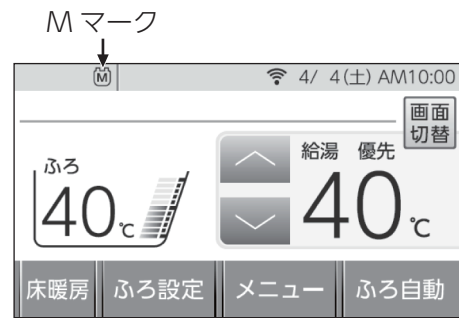 Mマーク
M 4/ 4(土) AM10:00
画面
切替
ふろ
40℃
給湯 優先
40℃
床暖房 ふろ設定 メニュー ふろ自動